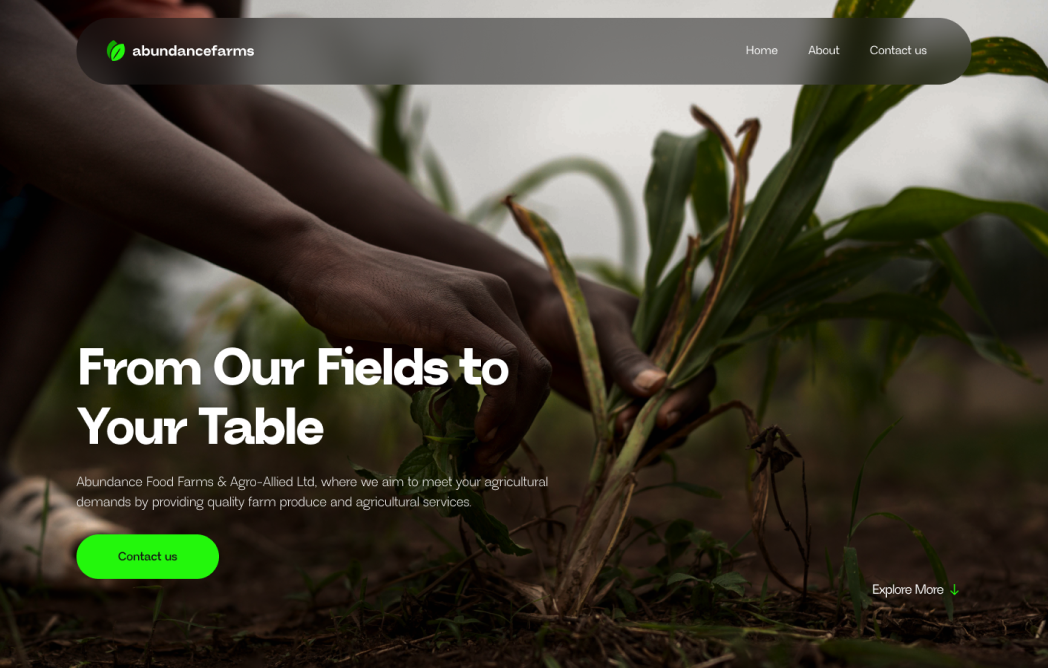 abundancefarms
Home
About
Contact us
From Our Fields to
Your Table
Abundance Food Farms & Agro-Allied Ltd, where we aim to meet your agricultural
demands by providing quality farm produce and agricultural services.
Contact us
Explore More